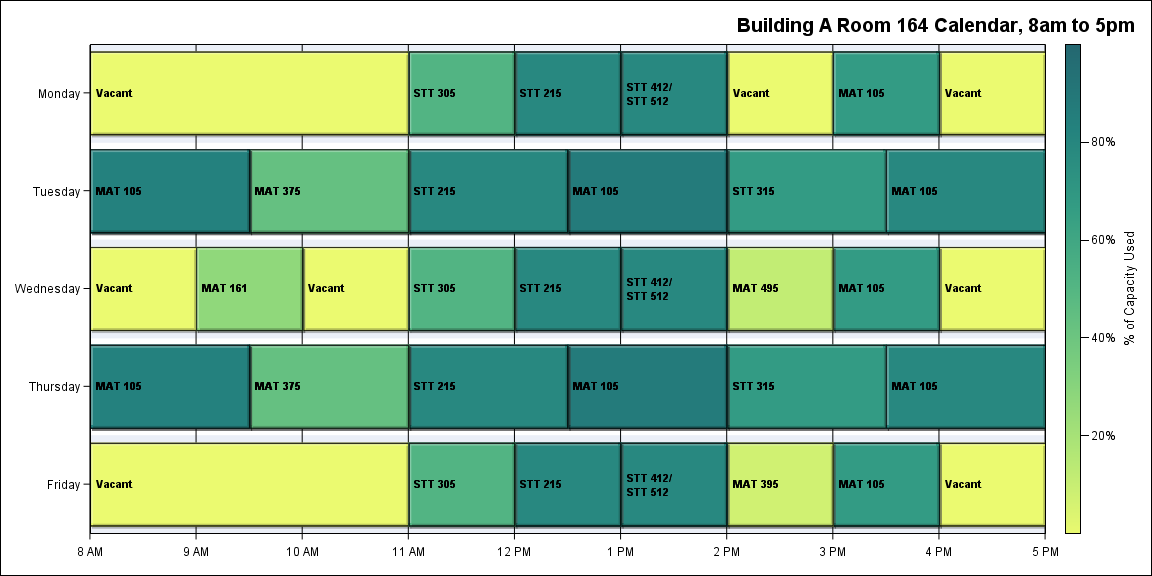 Building A Room 164 Calendar, 8am to 5pm
Monday
Vacant
STT 305
STT 215
STT 412/
STT 512
Vacant
MAT 105
Vacant
Tuesday
MAT 105
MAT 375
STT 215
MAT 105
STT 315
MAT 105
Wednesday
Vacant
MAT 161
Vacant
STT 305
STT 215
STT 412/
STT 512
MAT 495
MAT 105
Vacant
Thursday
MAT 105
MAT 375
STT 215
MAT 105
STT 315
MAT 105
Friday
Vacant
STT 305
STT 215
STT 412/
STT 512
MAT 395
MAT 105
Vacant
8 AM
9 AM
10 AM
11 AM
12 PM
1 PM
2 PM
3 PM
4 PM
5 PM
80%
60%
40%
20%
% of Capacity Used